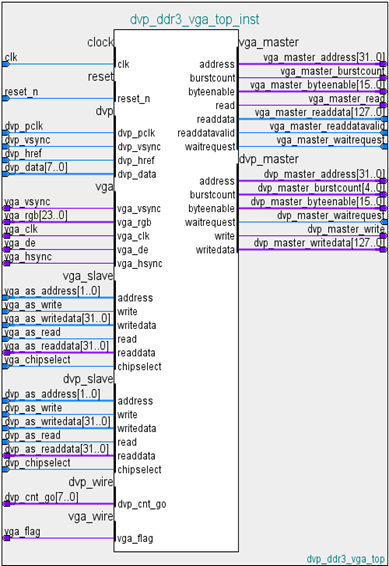 dvp_ddr3_vga_top_inst
clock
clk
clk
reset
reset_n
reset_n
dvp
dvp_pclk
dvp_pclk
dvp_vsync
dvp_vsync
dvp_href
dvp_href
dvp_data[7..0]
dvp_data
vga
vga_vsync
vga_vsync
vga_rgb[23..0]
vga_rgb
vga_clk
vga_clk
vga_de
vga_de
vga_hsync
vga_hsync
vga_slave
vga_as_address[1..0]
address
vga_as_write
write
vga_as_writedata[31..0]
writedata
vga_as_read
read
vga_as_readdata[31..0]
readdata
vga_chipselect
chipselect
dvp_slave
dvp_as_address[1..0]
address
dvp_as_write
write
dvp_as_writedata[31..0]
writedata
dvp_as_read
read
dvp_as_readdata[31..0]
readdata
dvp_chipselect
chipselect
dvp_wire
dvp_cnt_go[7..0]
dvp_cnt_go
vga_wire
vga_flag
vga_flag
vga_master
address
vga_master_address[31..0]
burstcount
vga_master_burstcount
byteenable
vga_master_byteenable[15..0]
read
vga_master_read
readdata
vga_master_readdata[127..0]
readdatavalid
vga_master_readdatavalid
waitrequest
vga_master_waitrequest
dvp_master
address
dvp_master_address[31..0]
burstcount
dvp_master_burstcount[4..0]
byteenable
dvp_master_byteenable[15..0]
waitrequest
dvp_master_waitrequest
write
dvp_master_write
writedata
dvp_master_writedata[127..0]
dvp_ddr3_vga_top